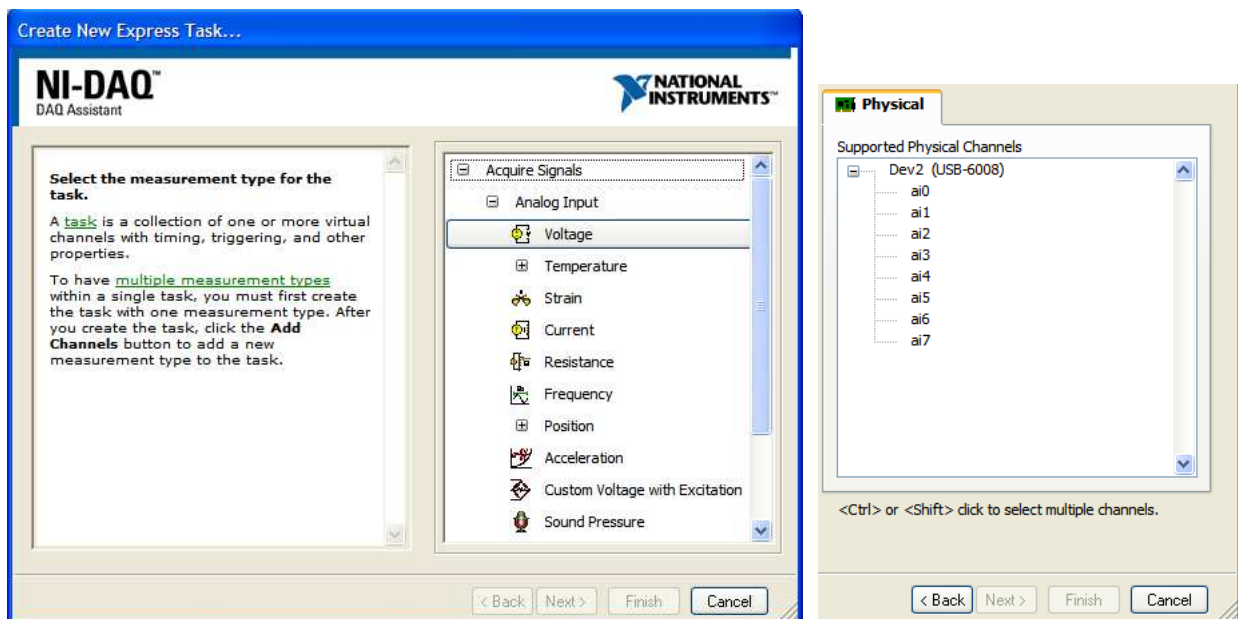 Create New Express Task...
NI-DAQ™
DAQ Assistant
NATIONAL
INSTRUMENTS™
Select the measurement type for the
task.
A task is a collection of one or more virtual
channels with timing, triggering, and other
properties.
To have multiple measurement types
within a single task, you must first create
the task with one measurement type. After
you create the task, click the Add
Channels button to add a new
measurement type to the task.
Acquire Signals
Analog Input
Voltage
Temperature
Strain
Current
Resistance
Frequency
Position
Acceleration
Custom Voltage with Excitation
Sound Pressure
< Back Next > Finish Cancel
Physical
Supported Physical Channels
Dev2 (USB-6008)
ai0
ai1
ai2
ai3
ai4
ai5
ai6
ai7
<Ctrl> or <Shift> click to select multiple channels.
< Back Next > Finish Cancel